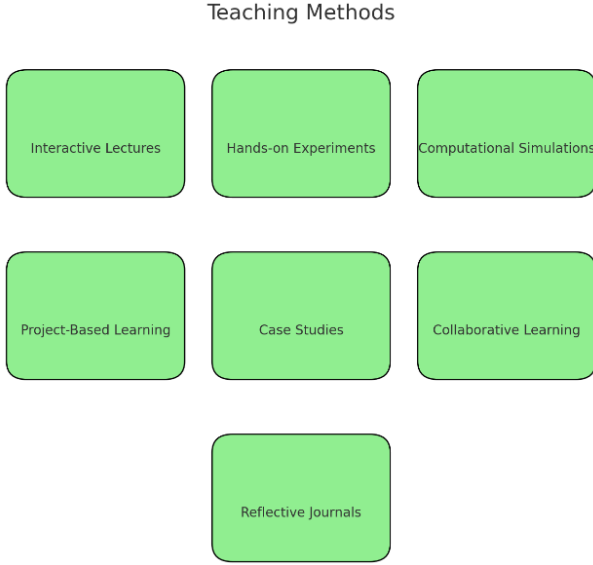 Teaching Methods
Interactive Lectures
Hands-on Experiments
Computational Simulations
Project-Based Learning
Case Studies
Collaborative Learning
Reflective Journals